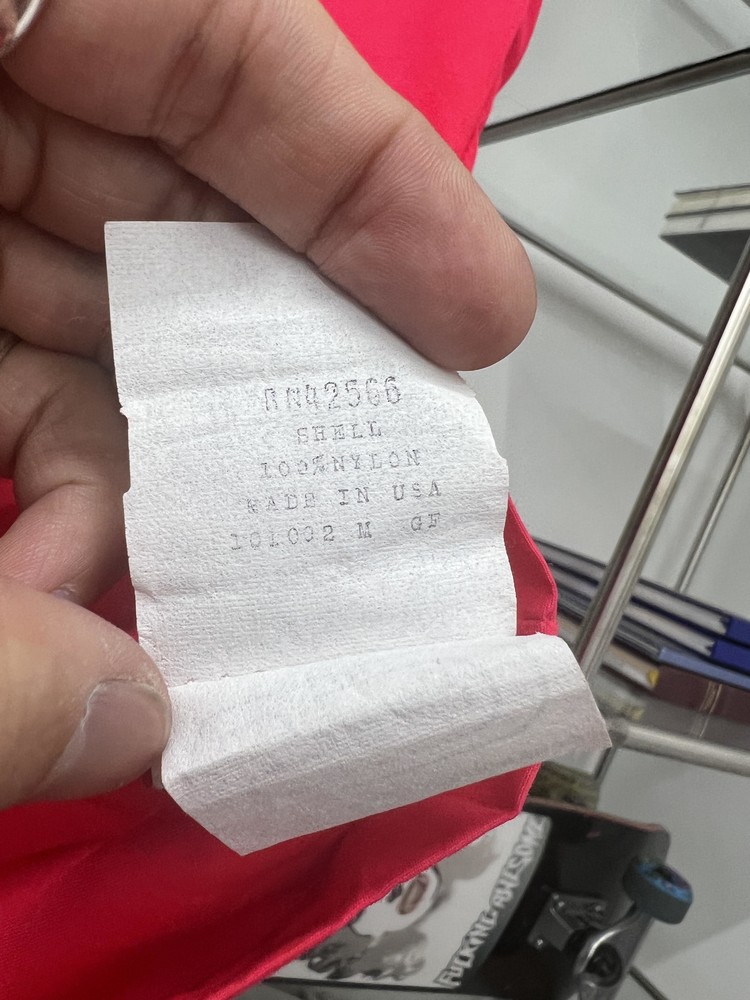 RN42566
SHELL
100%NYLON
MADE IN USA
101002 M GF
FUCKING AWESOME